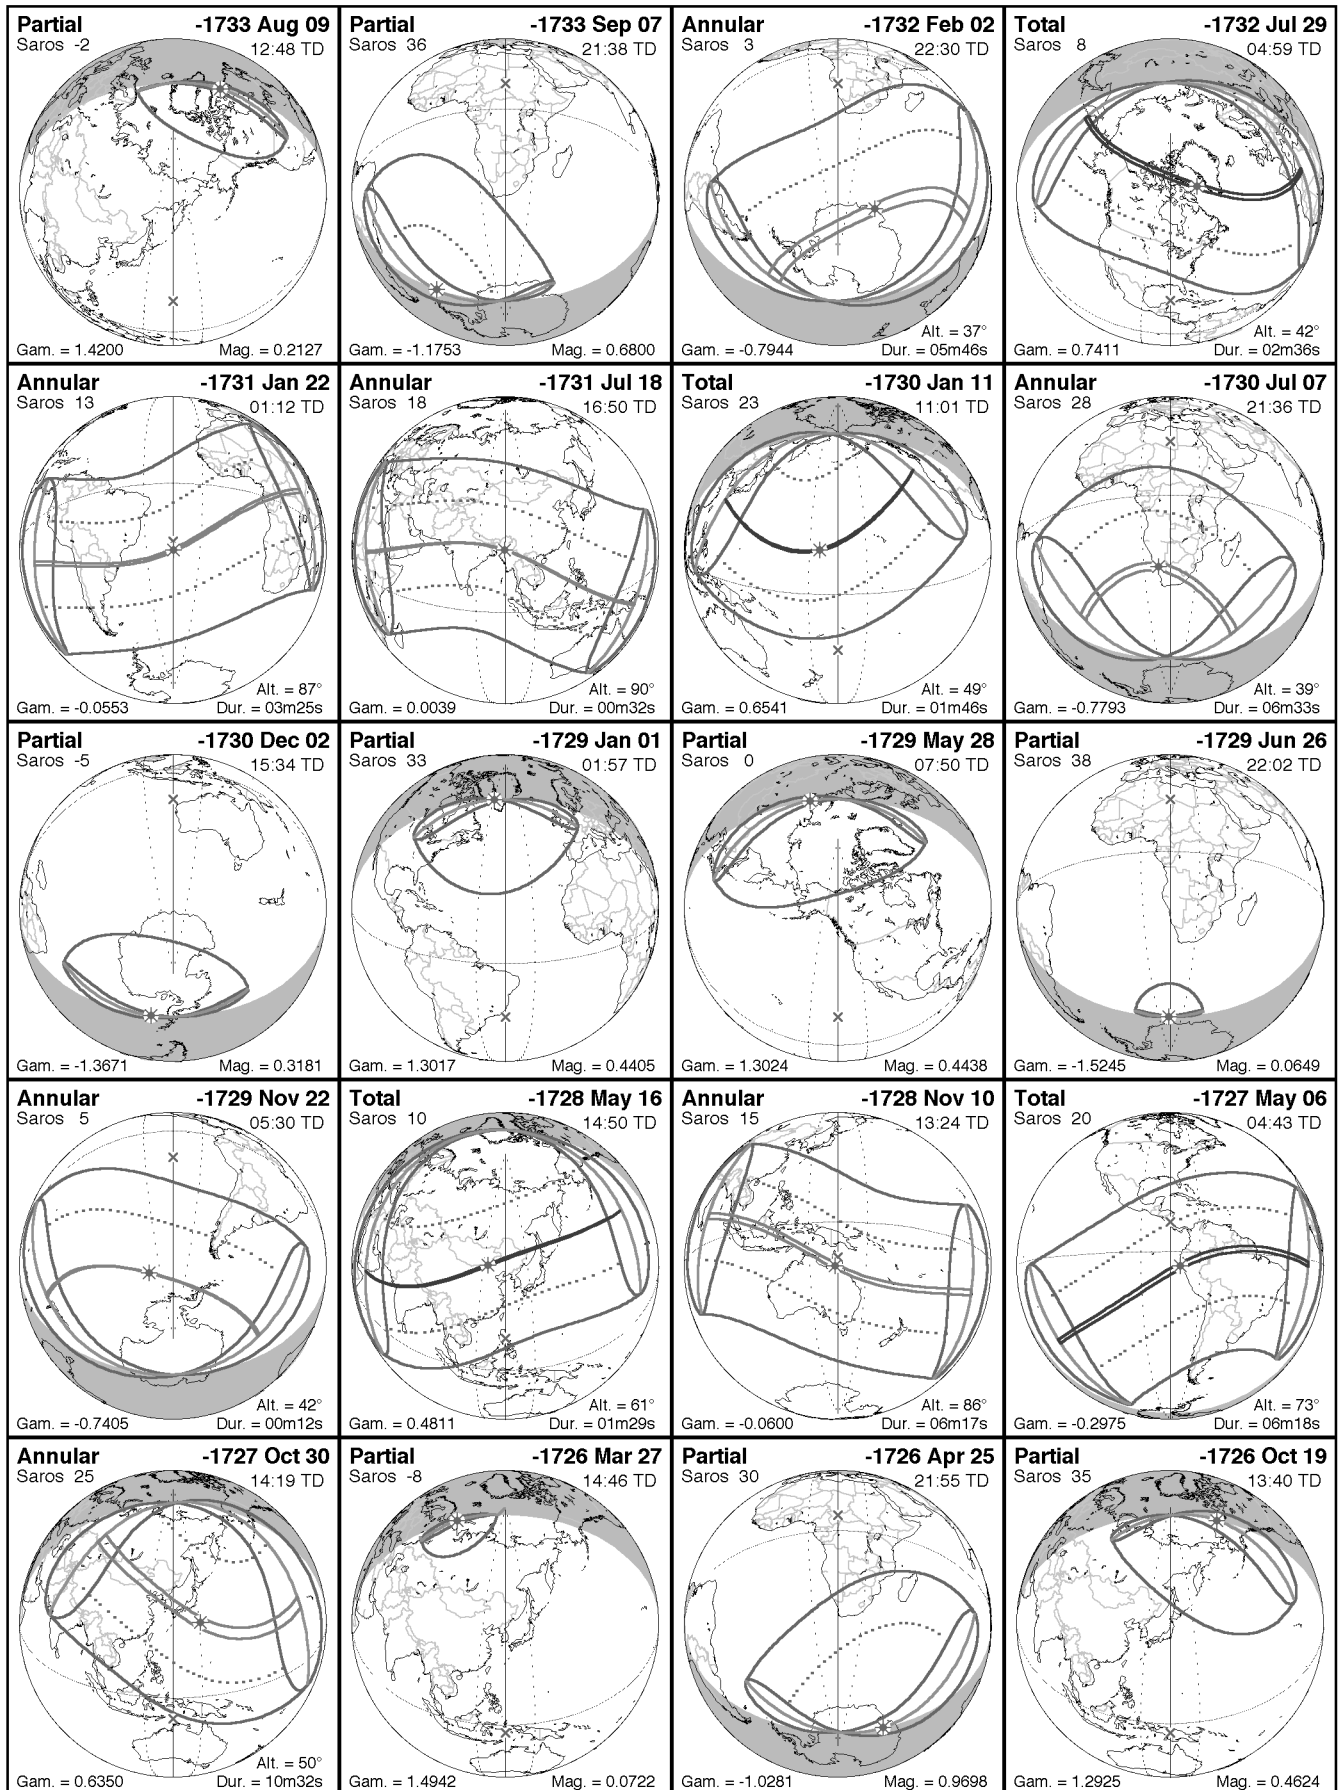 Partial -1733 Aug 09
Saros -2 12:48 TD
Gam. = 1.4200 Mag. = 0.2127
Partial -1733 Sep 07
Saros 36 21:38 TD
Gam. = -1.1753 Mag. = 0.6800
Annular -1732 Feb 02
Saros 3 22:30 TD
Alt. = 37°
Gam. = -0.7944 Dur. = 05m46s
Total -1732 Jul 29
Saros 8 04:59 TD
Alt. = 42°
Gam. = 0.7411 Dur. = 02m36s
Annular -1731 Jan 22
Saros 13 01:12 TD
Alt. = 87°
Gam. = -0.0553 Dur. = 03m25s
Annular -1731 Jul 18
Saros 18 16:50 TD
Alt. = 90°
Gam. = 0.0039 Dur. = 00m32s
Total -1730 Jan 11
Saros 23 11:01 TD
Alt. = 49°
Gam. = 0.6541 Dur. = 01m46s
Annular -1730 Jul 07
Saros 28 21:36 TD
Alt. = 39°
Gam. = -0.7793 Dur. = 06m33s
Partial -1730 Dec 02
Saros -5 15:34 TD
Gam. = -1.3671 Mag. = 0.3181
Partial -1729 Jan 01
Saros 33 01:57 TD
Gam. = 1.3017 Mag. = 0.4405
Partial -1729 May 28
Saros 0 07:50 TD
Gam. = 1.3024 Mag. = 0.4438
Partial -1729 Jun 26
Saros 38 22:02 TD
Gam. = -1.5245 Mag. = 0.0649
Annular -1729 Nov 22
Saros 5 05:30 TD
Alt. = 42°
Gam. = -0.7405 Dur. = 00m12s
Total -1728 May 16
Saros 10 14:50 TD
Alt. = 61°
Gam. = 0.4811 Dur. = 01m29s
Annular -1728 Nov 10
Saros 15 13:24 TD
Alt. = 86°
Gam. = -0.0600 Dur. = 06m17s
Total -1727 May 06
Saros 20 04:43 TD
Alt. = 73°
Gam. = -0.2975 Dur. = 06m18s
Annular -1727 Oct 30
Saros 25 14:19 TD
Alt. = 50°
Gam. = 0.6350 Dur. = 10m32s
Partial -1726 Mar 27
Saros -8 14:46 TD
Gam. = 1.4942 Mag. = 0.0722
Partial -1726 Apr 25
Saros 30 21:55 TD
Gam. = -1.0281 Mag. = 0.9698
Partial -1726 Oct 19
Saros 35 13:40 TD
Gam. = 1.2925 Mag. = 0.4624